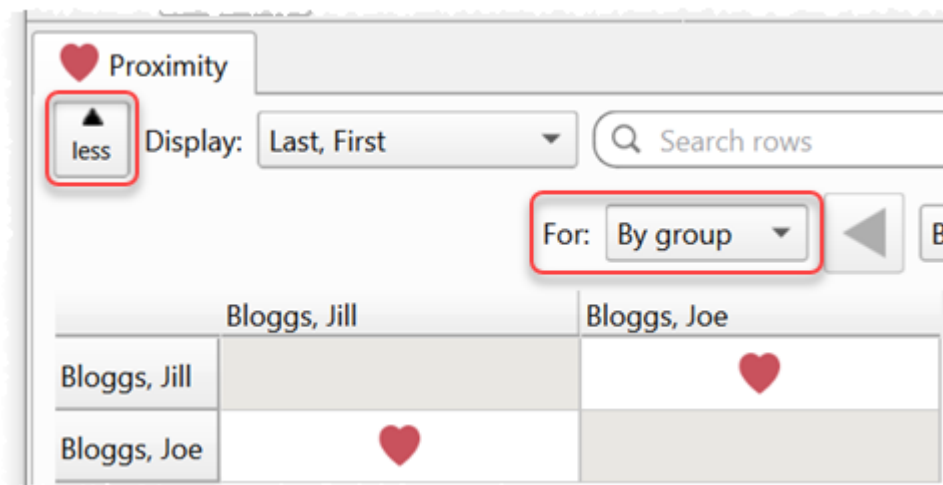 Proximity
less Display: Last, First Search rows
For: By group
Bloggs, Jill Bloggs, Joe
Bloggs, Jill
Bloggs, Joe